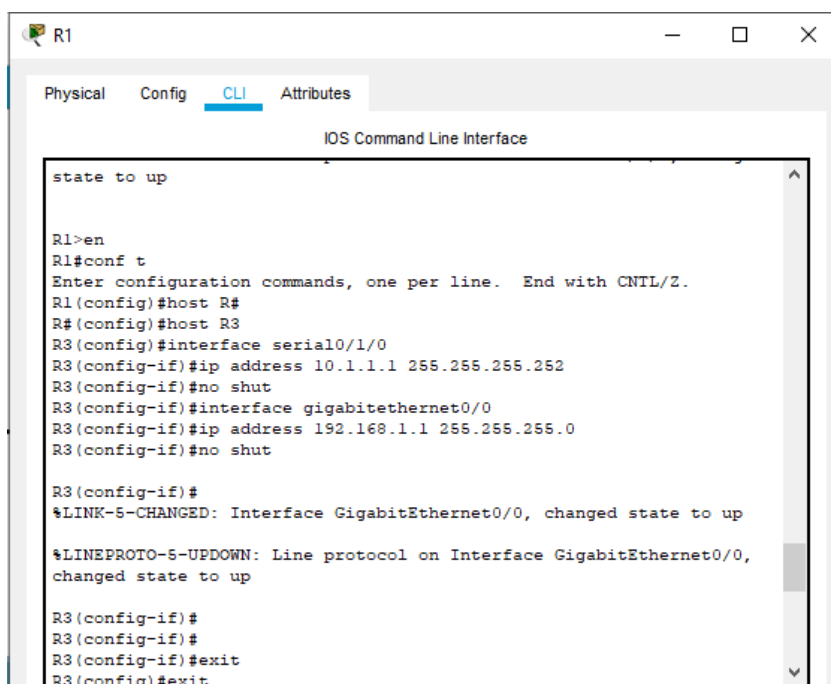 R1
Physical Config CLI Attributes
IOS Command Line Interface
state to up
R1>en
R1#conf t
Enter configuration commands, one per line. End with CNTL/Z.
R1(config)#host R#
R#(config)#host R3
R3(config)#interface serial0/1/0
R3(config-if)#ip address 10.1.1.1 255.255.255.252
R3(config-if)#no shut
R3(config-if)#interface gigabitethernet0/0
R3(config-if)#ip address 192.168.1.1 255.255.255.0
R3(config-if)#no shut
R3(config-if)#
%LINK-5-CHANGED: Interface GigabitEthernet0/0, changed state to up
%LINEPROTO-5-UPDOWN: Line protocol on Interface GigabitEthernet0/0,
changed state to up
R3(config-if)#
R3(config-if)#
R3(config-if)#exit
R3(config)#exit